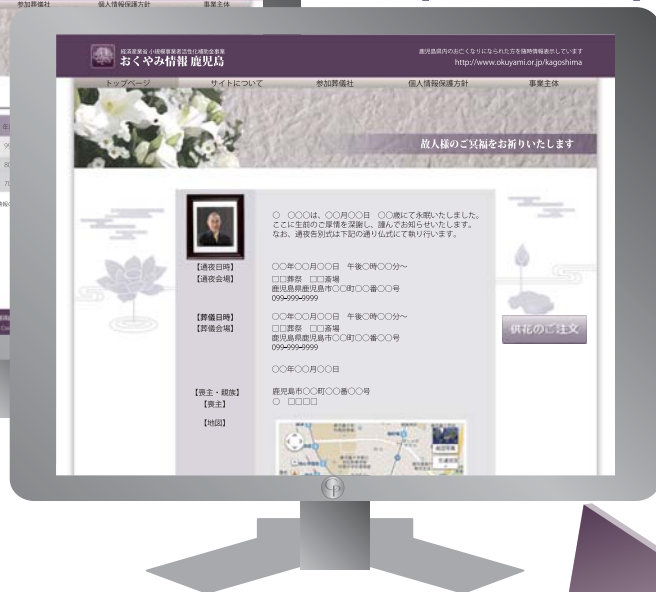 参加葬儀社 個人情報保護方針 事業主体
経済産業省 小規模事業者活性化補助金事業
おくやみ情報 鹿児島
鹿児島県内のお亡くなりになられた方を随時情報表示しています
http://www.okuyami.or.jp/kagoshima
トップページ サイトについて 参加葬儀社 個人情報保護方針 事業主体
故人様のご冥福をお祈りいたします
○ ○○○は、○○月○○日 ○○歳にて永眠いたしました。
ここに生前のご厚情を深謝し、謹んでお知らせいたします。
なお、通夜告別式は下記の通り仏式にて執り行います。
【通夜日時】 ○○年○○月○○日 午後○時○○分~
【通夜会場】 □□葬祭 □□斎場
鹿児島県鹿児島市○○町○○番○○号
099-999-9999
【葬儀日時】 ○○年○○月○○日 午後○時○○分~
【葬儀会場】 □□葬祭 □□斎場
鹿児島県鹿児島市○○町○○番○○号
099-999-9999
○○年○○月○○日
【喪主・親族】 鹿児島市○○町○○番○○号
【喪主】 ○ □□□□
【地図】
供花のご注文